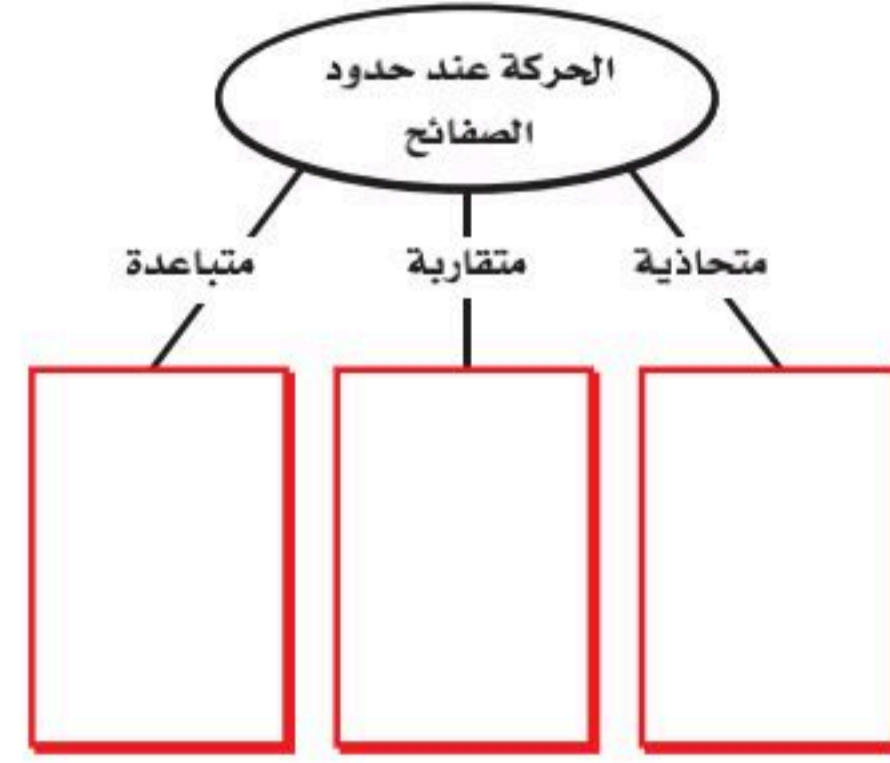 الحركة عند حدود
الصفائح
متحاذية
متقاربة
متباعدة